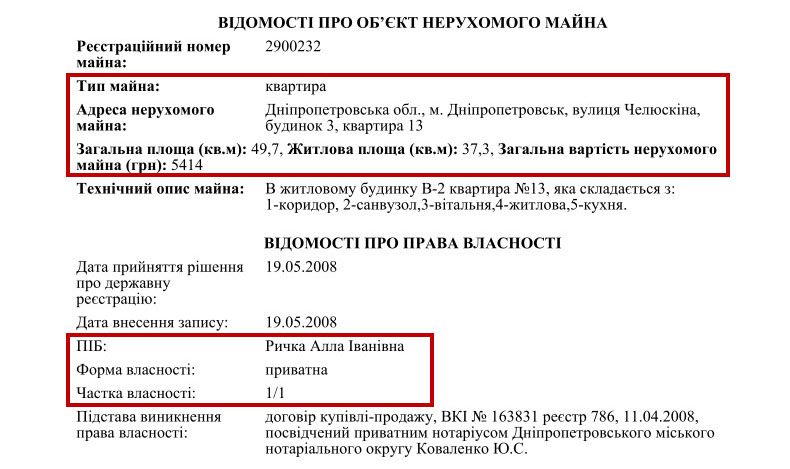 ВІДОМОСТІ ПРО ОБ’ЄКТ НЕРУХОМОГО МАЙНА
Реєстраційний номер майна: 2900232
Тип майна: квартира
Адреса нерухомого майна: Дніпропетровська обл., м. Дніпропетровськ, вулиця Челюскіна, будинок 3, квартира 13
Загальна площа (кв.м): 49,7, Житлова площа (кв.м): 37,3, Загальна вартість нерухомого
майна (грн): 5414
Технічний опис майна: В житловому будинку В-2 квартира №13, яка складається з:
1-коридор, 2-санвузол,3-вітальня,4-житлова,5-кухня.
ВІДОМОСТІ ПРО ПРАВА ВЛАСНОСТІ
Дата прийняття рішення про державну реєстрацію: 19.05.2008
Дата внесення запису: 19.05.2008
ПІБ: Ричка Алла Іванівна
Форма власності: приватна
Частка власності: 1/1
Підстава виникнення права власності: договір купівлі-продажу, ВКІ № 163831 реєстр 786, 11.04.2008,
посвідчений приватним нотаріусом Дніпропетровського міського
нотаріального округу Коваленко Ю.С.